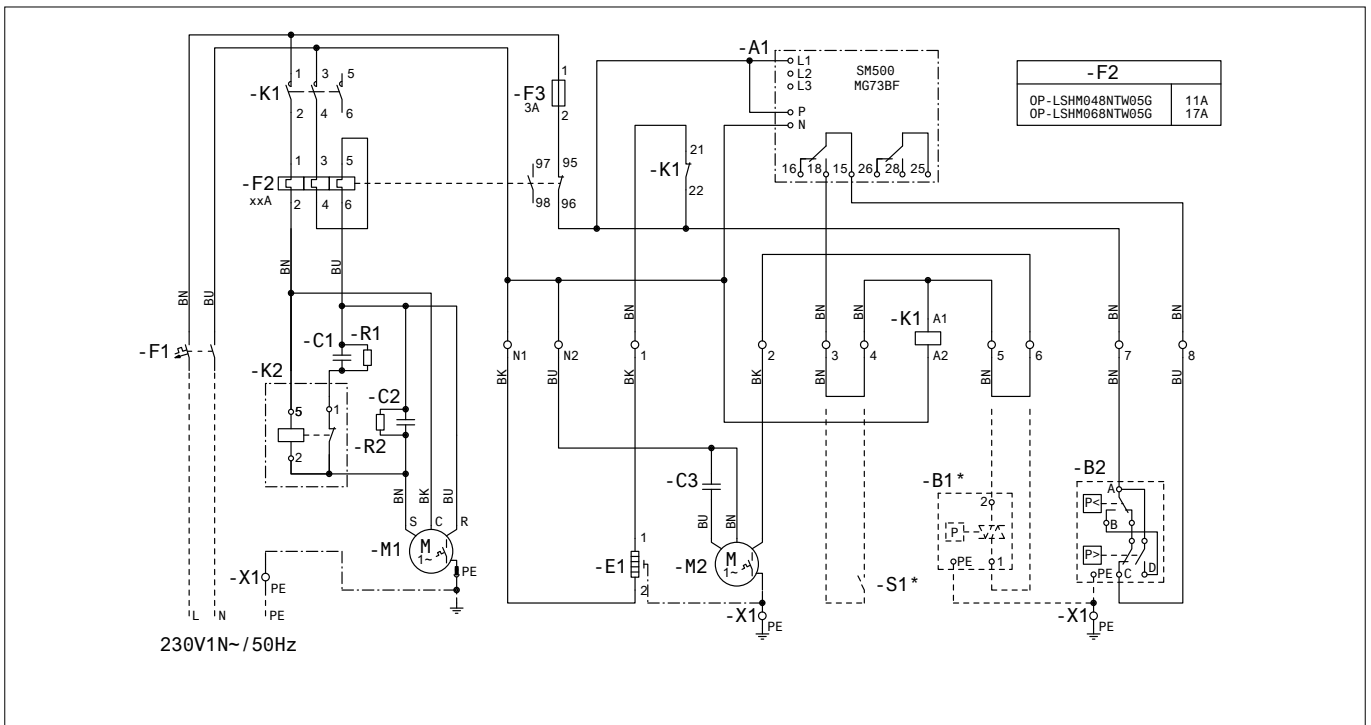 -A1
L1
L2
L3
P
N
SM500
MG73BF
16 18 15 26 28 25
-F2
OP-LSHM048NTW05G 11A
OP-LSHM068NTW05G 17A
1 3 5
-K1
2 4 6
1
-F3
3A
2
1 3 5
-F2
xxA
2 4 6
97 95
98 96
21
-K1
22
BN BU
BN BU
BN BN BN BN BN BN BN
-F1
-C1 -R1
N1 N2 1 2 3 4
-K1 A1
A2
5 6 7 8
BK BU BK BK BN BN BN BN BN BU
-K2
5 1
2
-C2
-R2
BN BK BU
S C R
-M1
M
1~
PE
-X1
PE
PE
L N
230V1N~/50Hz
-C3
BU BN
-M2
M
1~
1
-E1
2
-X1
PE
-S1*
-B1*
2
P
PE 1
-B2
A
P<
B
P>
PE C D
-X1
PE